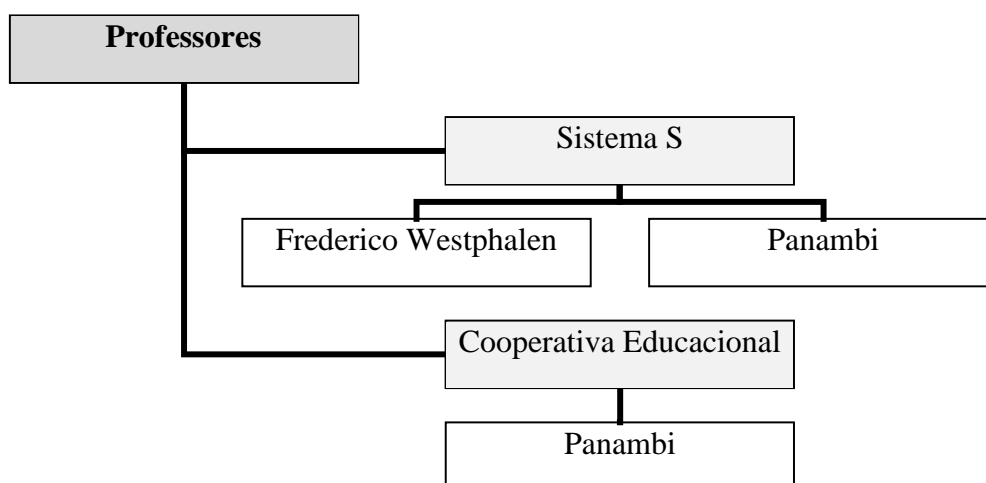 Professores
Sistema S
Frederico Westphalen
Panambi
Cooperativa Educacional
Panambi